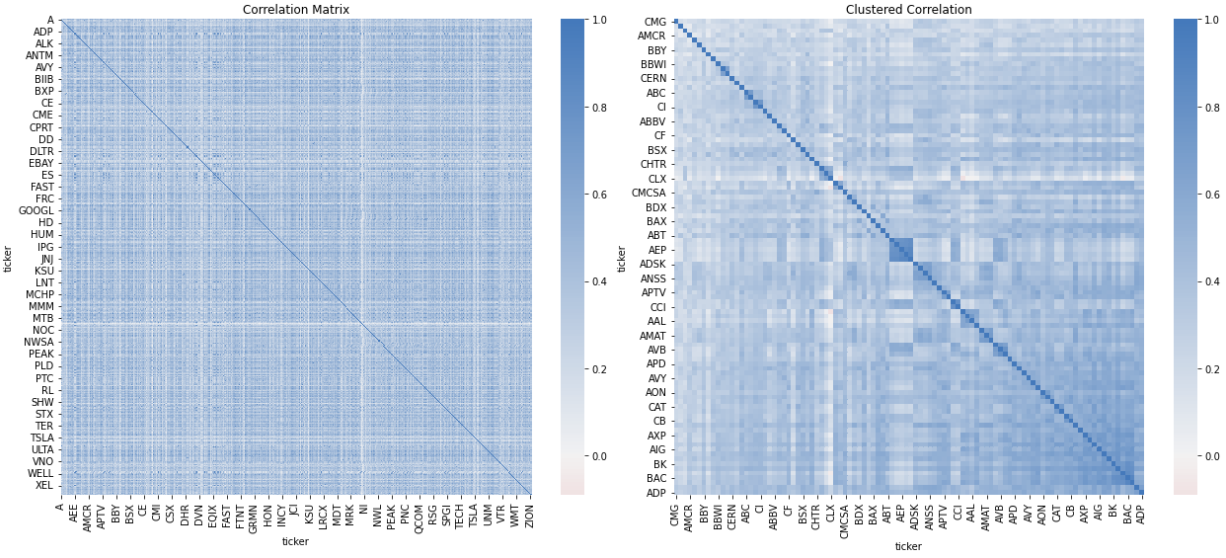 Correlation Matrix
A
ADP
ALK
ANTM
AVY
BIIB
BXP
CE
CME
CPRT
DD
DLTR
EBAY
ES
FAST
FRC
GOOGL
HD
HUM
IPG
JNJ
KSU
LNT
MCHP
MMM
MTB
NOC
NWSA
PEAK
PLD
PTC
RL
SHW
STX
TER
TSLA
ULTA
VNO
WELL
XEL
ticker
A
AEE
AMCR
APTV
BBY
BSX
CE
CMI
CSX
DHR
DVN
EQIX
FAST
FTNT
GRMN
HON
INCY
JCI
KSU
LRCX
MDT
MRK
NI
NWL
PEAK
PNC
QCOM
RSG
SPGI
TECH
TSLA
UNM
VTR
WMT
ZION
ticker
1.0
0.8
0.6
0.4
0.2
0.0
Clustered Correlation
CMG
AMCR
BBY
BBWI
CERN
ABC
CI
ABBV
CF
BSX
CHTR
CLX
CMCSA
BDX
BAX
ABT
AEP
ADSK
ANSS
APTV
CCI
AAL
AMAT
AVB
APD
AVY
AON
CAT
CB
AXP
AIG
BK
BAC
ADP
ticker
CMG
AMCR
BBY
BBWI
CERN
ABC
CI
ABBV
CF
BSX
CHTR
CLX
CMCSA
BDX
BAX
ABT
AEP
ADSK
ANSS
APTV
CCI
AAL
AMAT
AVB
APD
AVY
AON
CAT
CB
AXP
AIG
BK
BAC
ADP
ticker
1.0
0.8
0.6
0.4
0.2
0.0